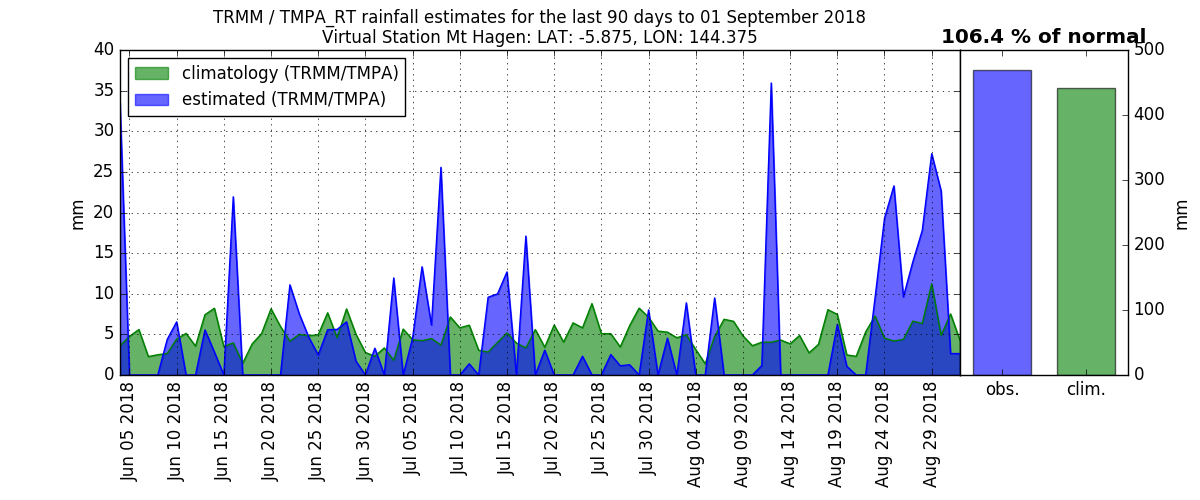 TRMM / TMPA_RT rainfall estimates for the last 90 days to 01 September 2018
Virtual Station Mt Hagen: LAT: -5.875, LON: 144.375
106.4 % of normal
climatology (TRMM/TMPA)
estimated (TRMM/TMPA)
40
35
30
25
20
15
10
5
0
mm
Jun 05 2018
Jun 10 2018
Jun 15 2018
Jun 20 2018
Jun 25 2018
Jun 30 2018
Jul 05 2018
Jul 10 2018
Jul 15 2018
Jul 20 2018
Jul 25 2018
Jul 30 2018
Aug 04 2018
Aug 09 2018
Aug 14 2018
Aug 19 2018
Aug 24 2018
Aug 29 2018
500
400
300
200
100
0
mm
obs.
clim.